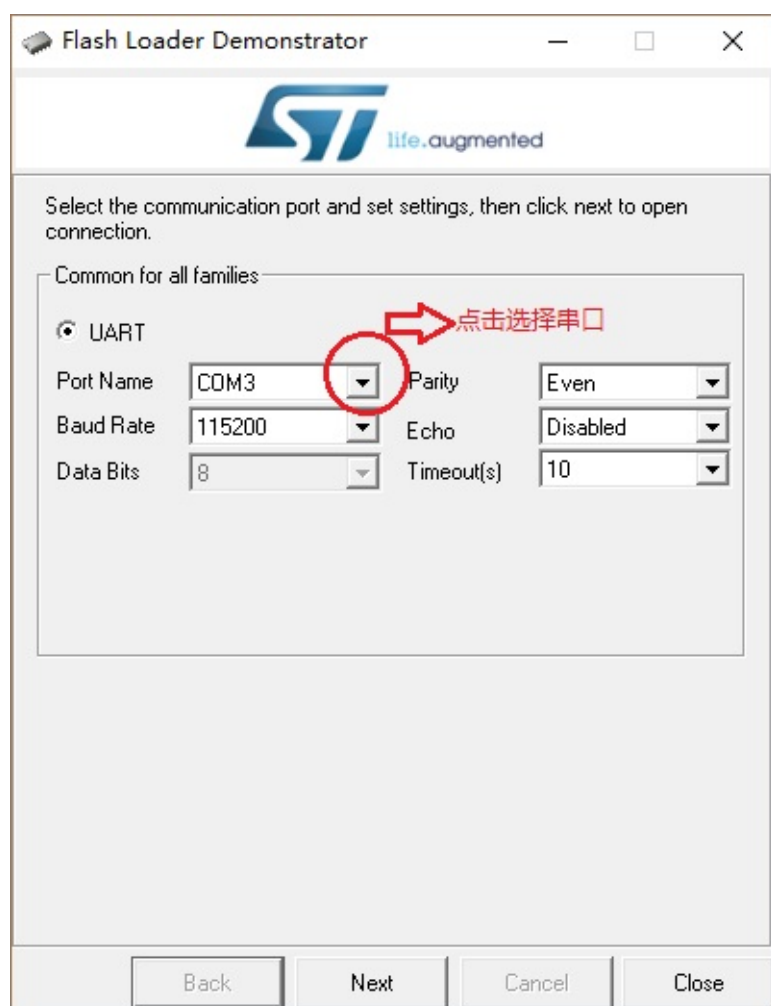 Flash Loader Demonstrator
ST life.augmented
Select the communication port and set settings, then click next to open
connection.
Common for all families
UART
点击选择串口
Port Name COM3 Parity Even
Baud Rate 115200 Echo Disabled
Data Bits 8 Timeout(s) 10
Back Next Cancel Close